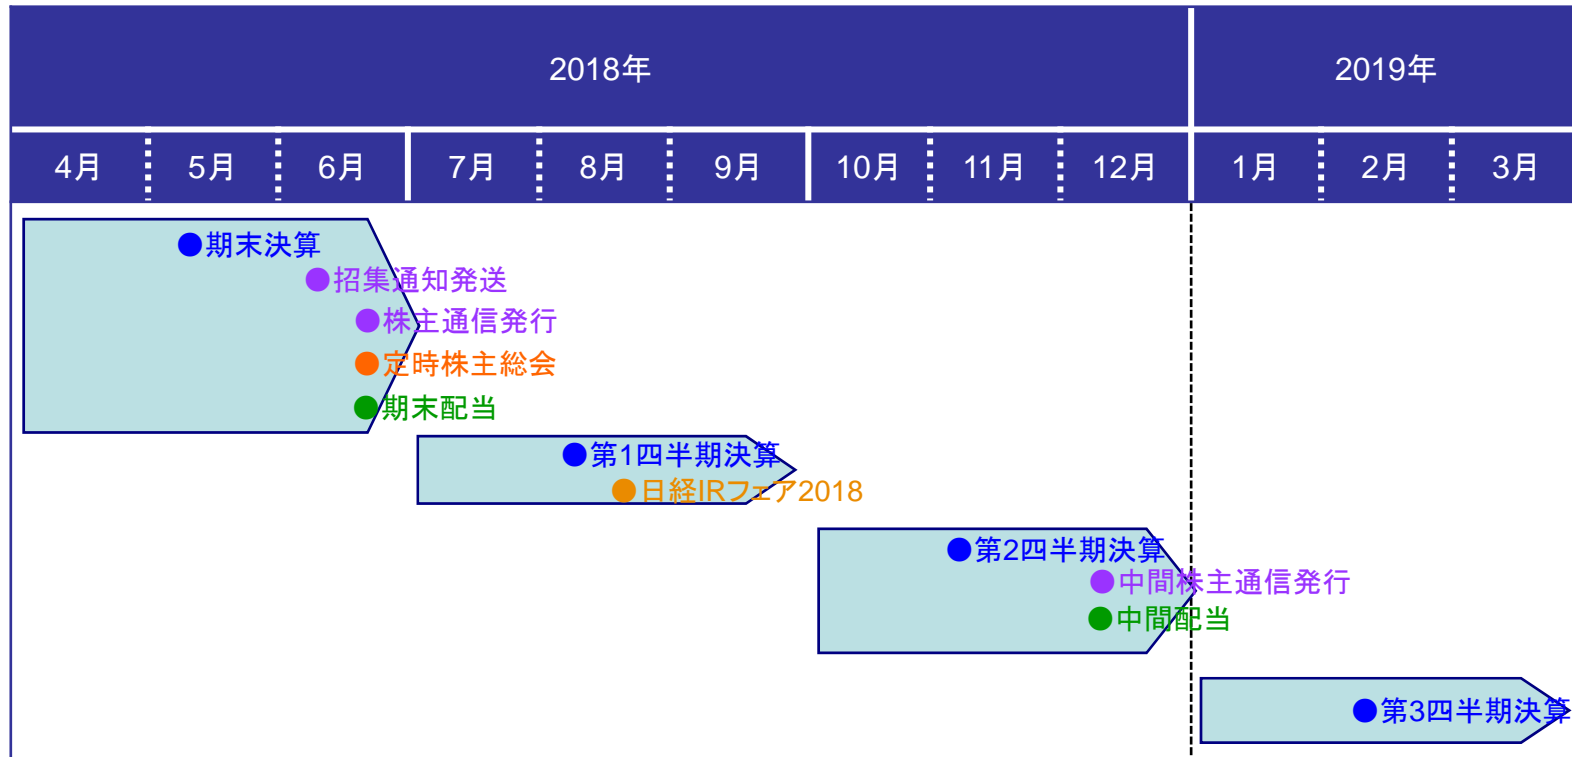 2018年 2019年
4月 5月 6月 7月 8月 9月 10月 11月 12月 1月 2月 3月
●期末決算
●招集通知発送
●株主通信発行
●定時株主総会
●期末配当
●第1四半期決算
●日経IRフェア2018
●第2四半期決算
●中間株主通信発行
●中間配当
●第3四半期決算